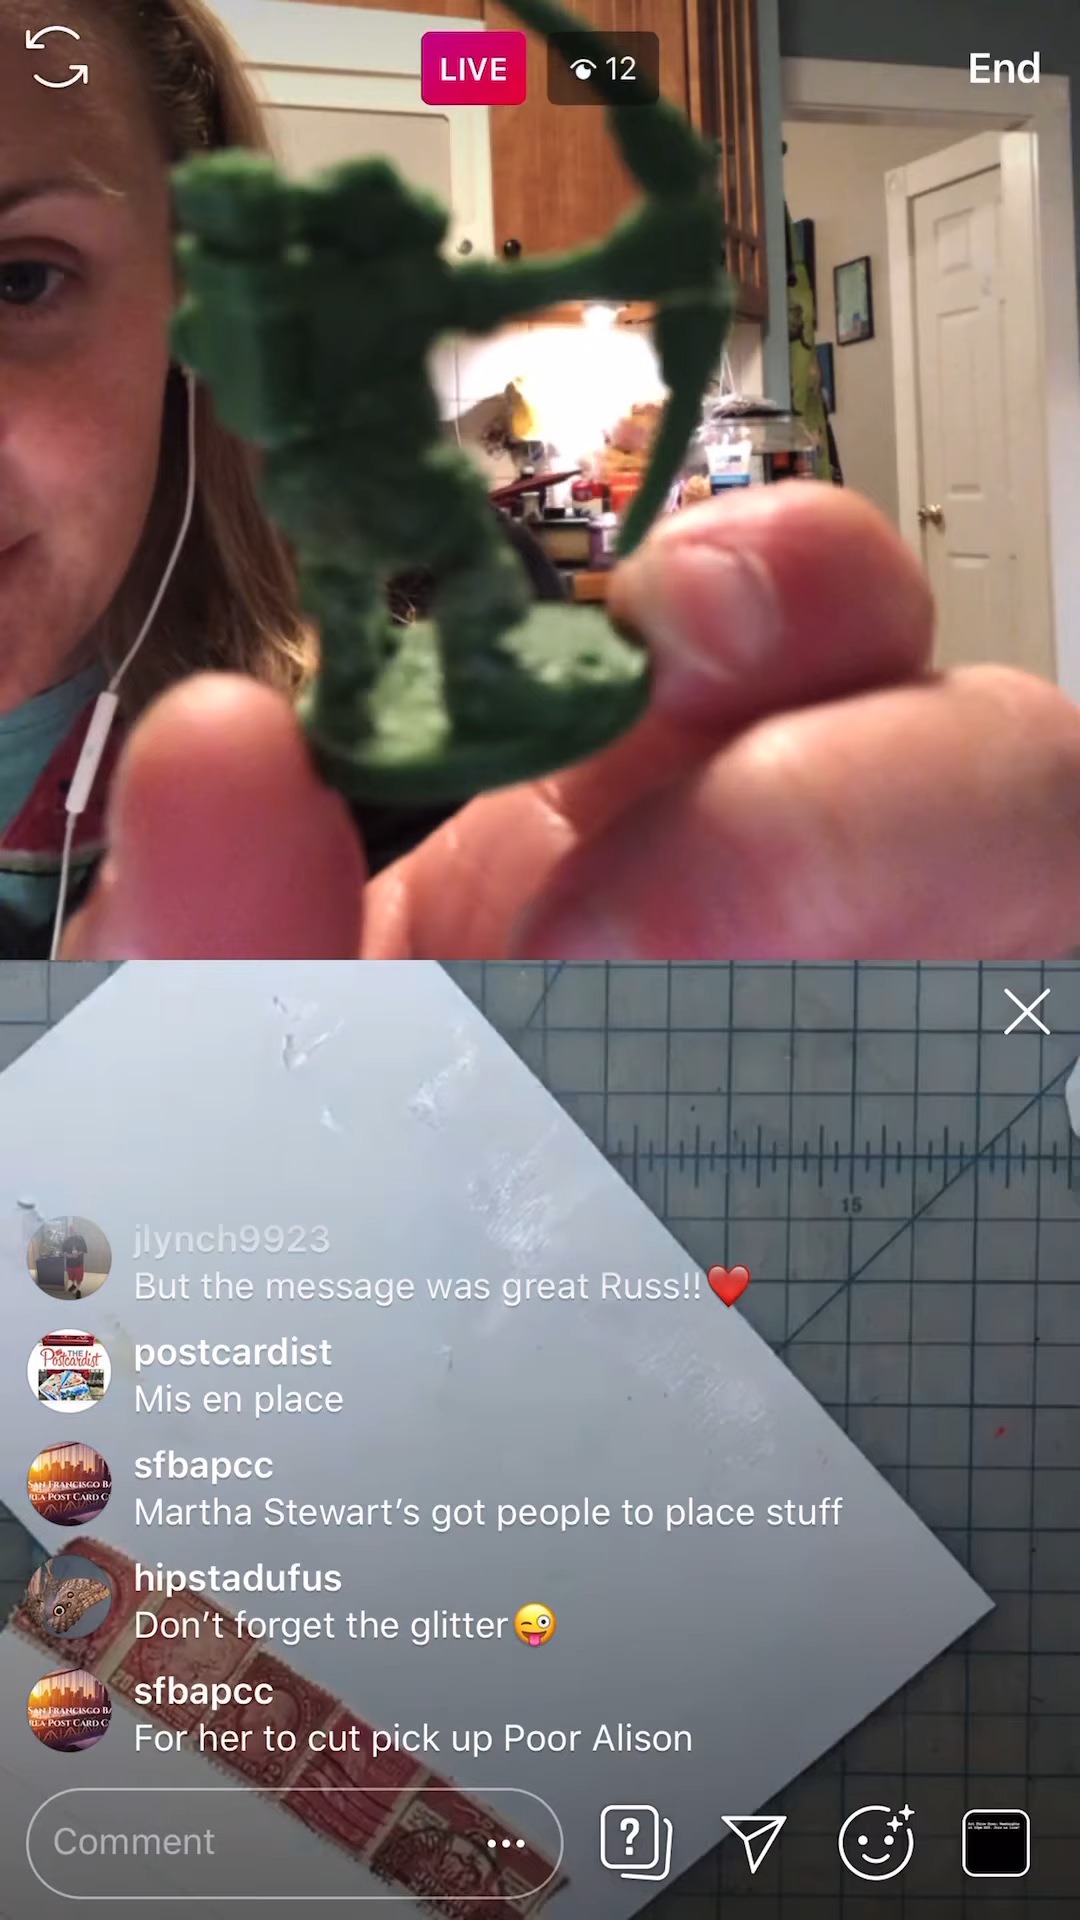 LIVE
12
End
15
jlynch9923
But the message was great Russ!!❤️
THE
Postcardist
postcardist
Mis en place
sfbapcc
Martha Stewart’s got people to place stuff
hipstadufus
Don’t forget the glitter😜
sfbapcc
For her to cut pick up Poor Alison
Comment